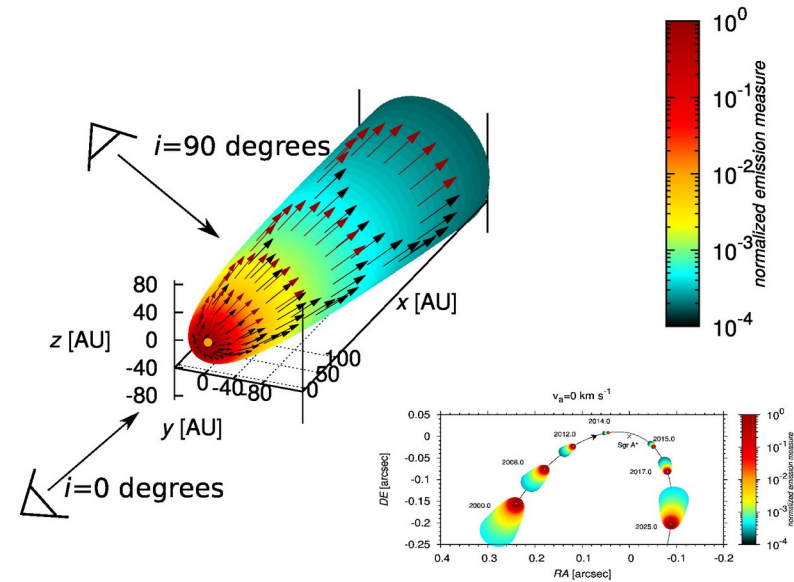 i=90 degrees
80
40
0
-40
-80
z [AU]
0 -40 -80
y [AU]
0 50 100
x [AU]
i=0 degrees
10^0
10^-1
10^-2
10^-3
10^-4
normalized emission measure
v_a=0 km s^-1
0.05
0
-0.05
-0.1
-0.15
-0.2
-0.25
DE [arcsec]
2000.0
2008.0
2012.0
2014.0
Sgr A*
2015.0
2017.0
2025.0
0.4 0.3 0.2 0.1 0 -0.1 -0.2
RA [arcsec]
10^0
10^-1
10^-2
10^-3
10^-4
normalized emission measure